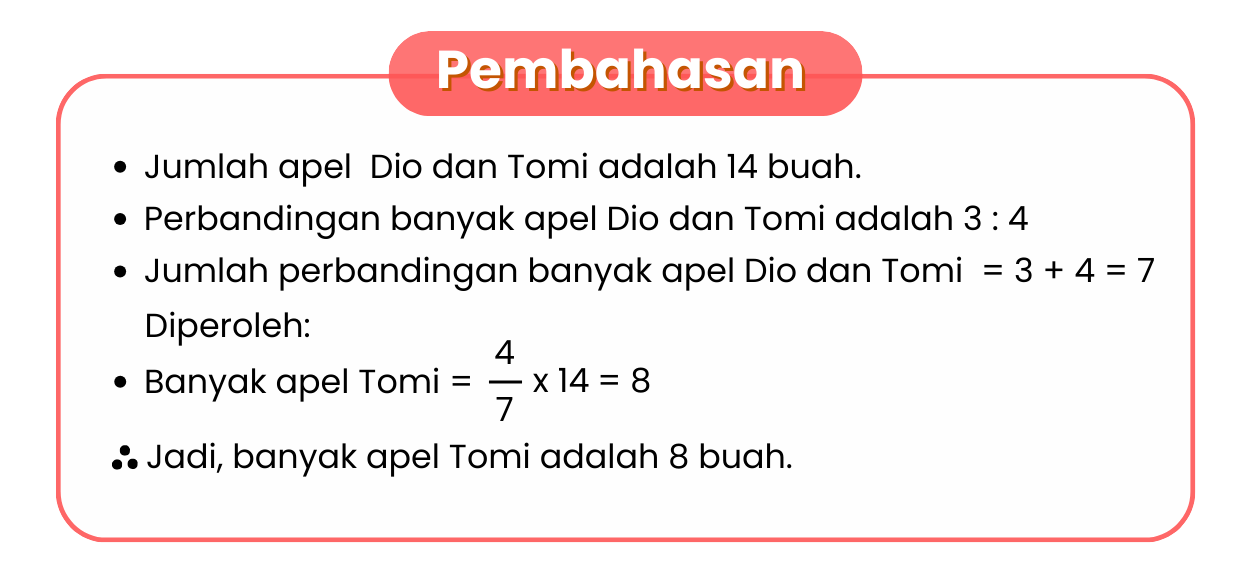 Pembahasan
• Jumlah apel Dio dan Tomi adalah 14 buah.
• Perbandingan banyak apel Dio dan Tomi adalah 3 : 4
• Jumlah perbandingan banyak apel Dio dan Tomi = 3 + 4 = 7
Diperoleh:
• Banyak apel Tomi = 4/7 x 14 = 8
∴ Jadi, banyak apel Tomi adalah 8 buah.